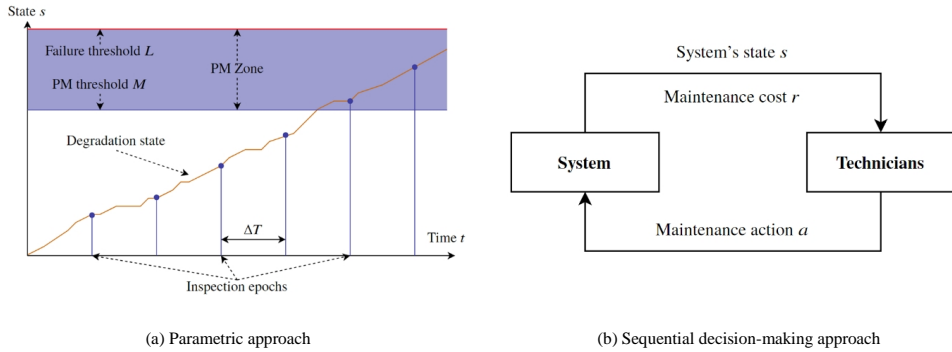 State s
Failure threshold L
PM threshold M
PM Zone
Degradation state
ΔT
Time t
Inspection epochs
(a) Parametric approach
System's state s
Maintenance cost r
System
Technicians
Maintenance action a
(b) Sequential decision-making approach